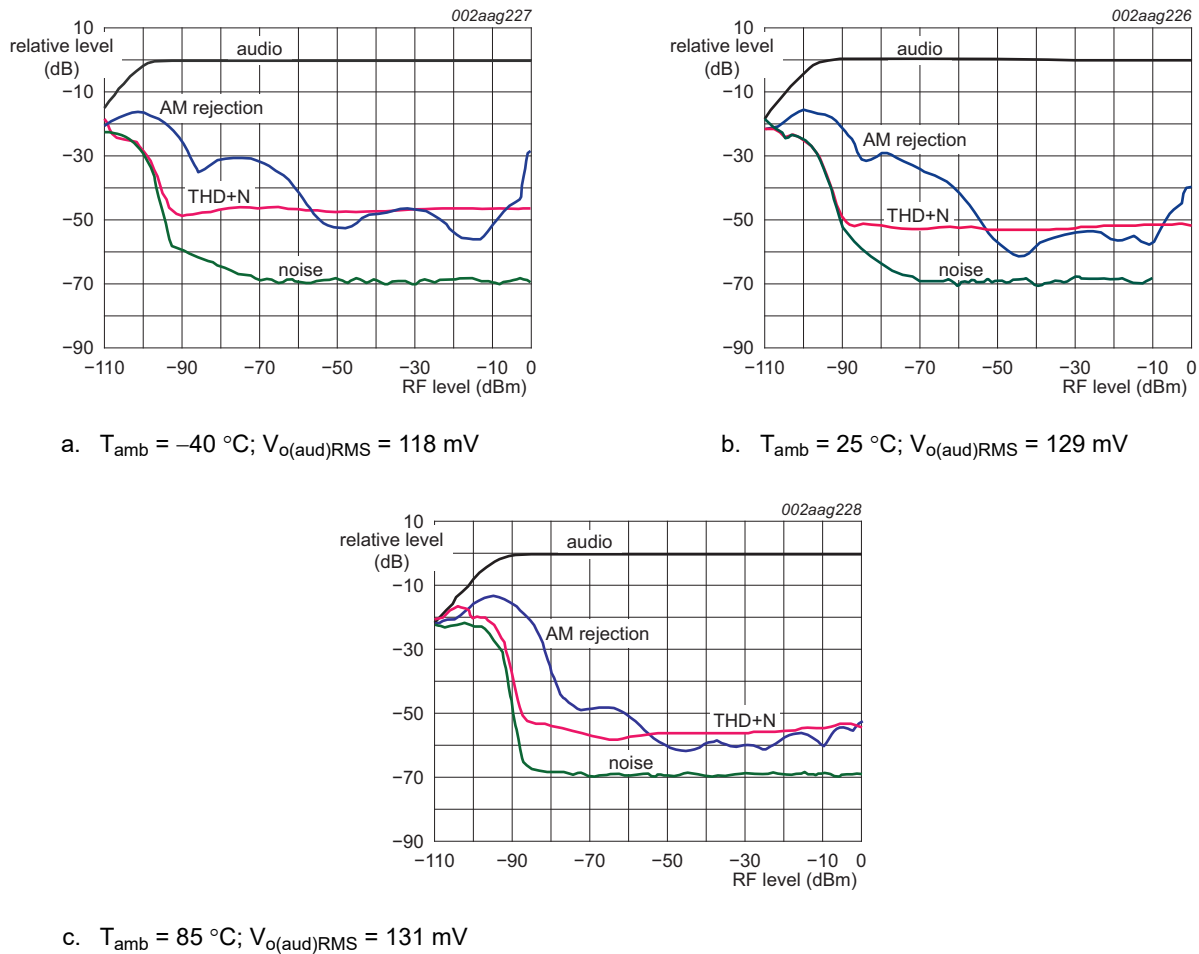 002aag227
10
relative level
(dB)
audio
−10
AM rejection
−30
THD+N
−50
noise
−70
−90
−110 −90 −70 −50 −30 −10 0
RF level (dBm)
a. Tamb = −40 °C; Vo(aud)RMS = 118 mV
002aag226
10
relative level
(dB)
audio
−10
AM rejection
−30
THD+N
−50
noise
−70
−90
−110 −90 −70 −50 −30 −10 0
RF level (dBm)
b. Tamb = 25 °C; Vo(aud)RMS = 129 mV
002aag228
10
relative level
(dB)
audio
−10
AM rejection
−30
THD+N
−50
noise
−70
−90
−110 −90 −70 −50 −30 −10 0
RF level (dBm)
c. Tamb = 85 °C; Vo(aud)RMS = 131 mV